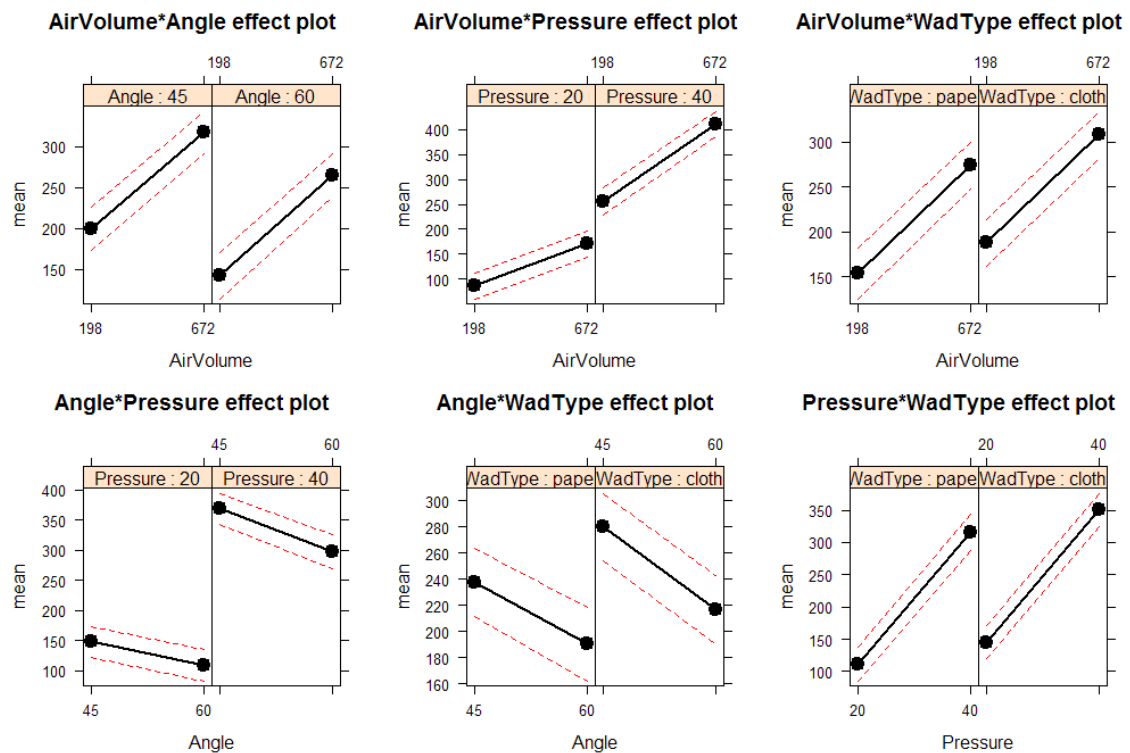 AirVolume*Angle effect plot
198 672
Angle : 45 Angle : 60
mean
300
250
200
150
198 672
AirVolume
AirVolume*Pressure effect plot
198 672
Pressure : 20 Pressure : 40
mean
400
350
300
250
200
150
100
198 672
AirVolume
AirVolume*WadType effect plot
198 672
WadType : pape WadType : cloth
mean
300
250
200
150
198 672
AirVolume
Angle*Pressure effect plot
45 60
Pressure : 20 Pressure : 40
mean
400
350
300
250
200
150
100
45 60
Angle
Angle*WadType effect plot
45 60
WadType : pape WadType : cloth
mean
300
280
260
240
220
200
180
160
45 60
Angle
Pressure*WadType effect plot
20 40
WadType : pape WadType : cloth
mean
350
300
250
200
150
100
20 40
Pressure